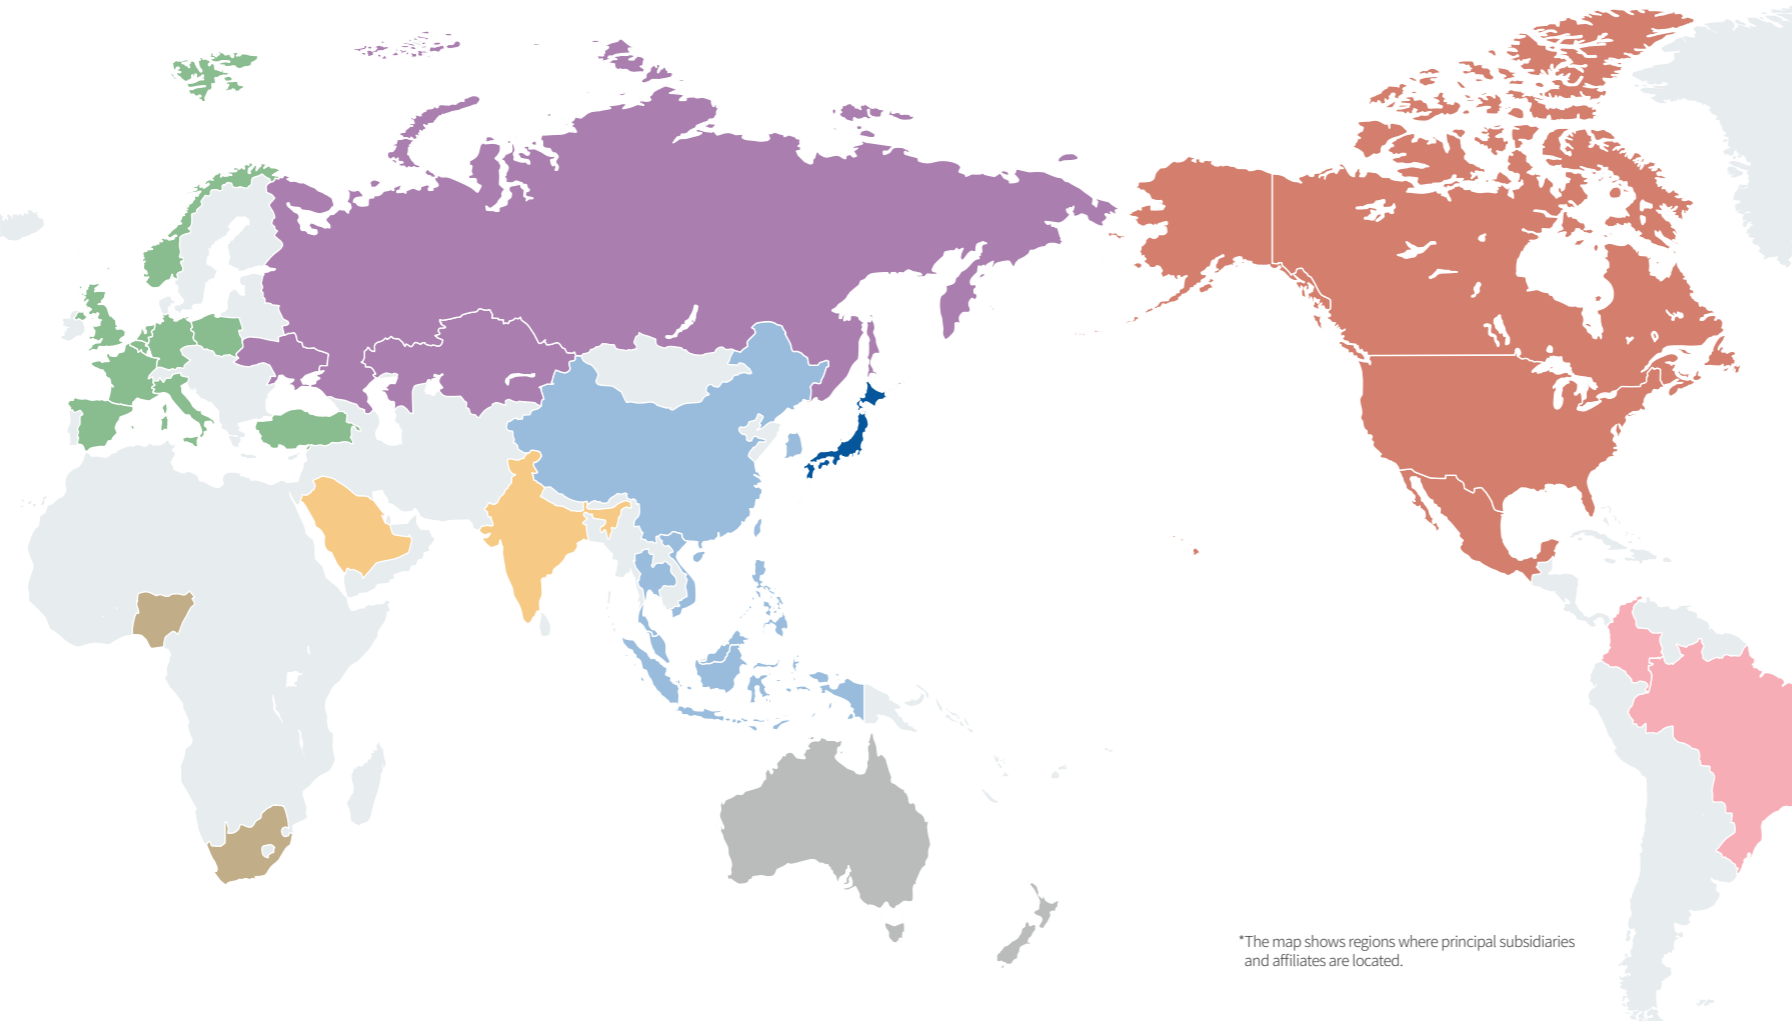 *The map shows regions where principal subsidiaries
and affiliates are located.